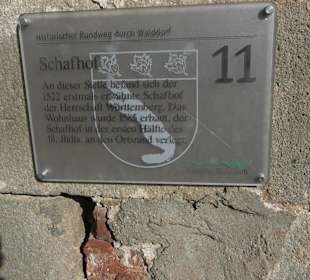 Historischer Rundweg durch Walddorf
Schafhof
11
An dieser Stelle befand sich der
1522 erstmals erwähnte Schafhof
der Herrschaft Württemberg. Das
Wohnhaus wurde erbaut, der
Schafhof in der ersten Hälfte des
18. Jhdts. an den Ortsrand verlegt.